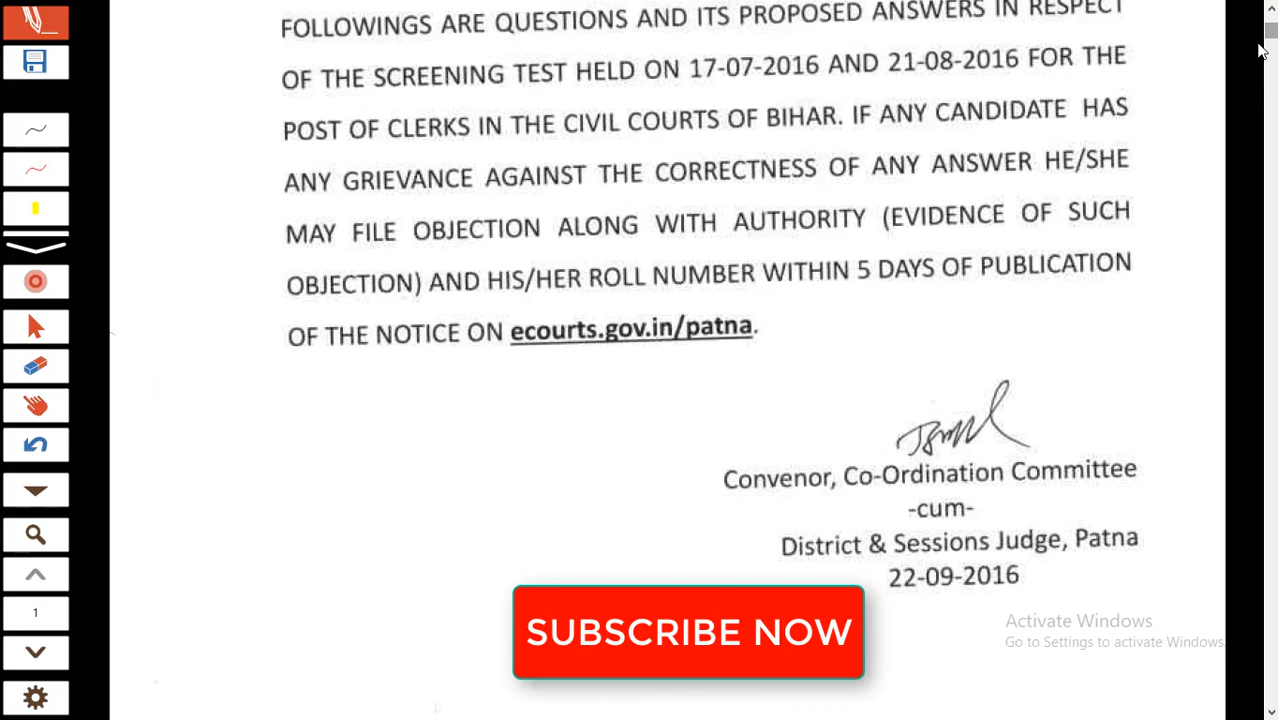 FOLLOWINGS ARE QUESTIONS AND ITS PROPOSED ANSWERS IN RESPECT
OF THE SCREENING TEST HELD ON 17-07-2016 AND 21-08-2016 FOR THE
POST OF CLERKS IN THE CIVIL COURTS OF BIHAR. IF ANY CANDIDATE HAS
ANY GRIEVANCE AGAINST THE CORRECTNESS OF ANY ANSWER HE/SHE
MAY FILE OBJECTION ALONG WITH AUTHORITY (EVIDENCE OF SUCH
OBJECTION) AND HIS/HER ROLL NUMBER WITHIN 5 DAYS OF PUBLICATION
OF THE NOTICE ON ecourts.gov.in/patna.
Convenor, Co-Ordination Committee
-cum-
District & Sessions Judge, Patna
22-09-2016
SUBSCRIBE NOW
Activate Windows
Go to Settings to activate Windows.
1